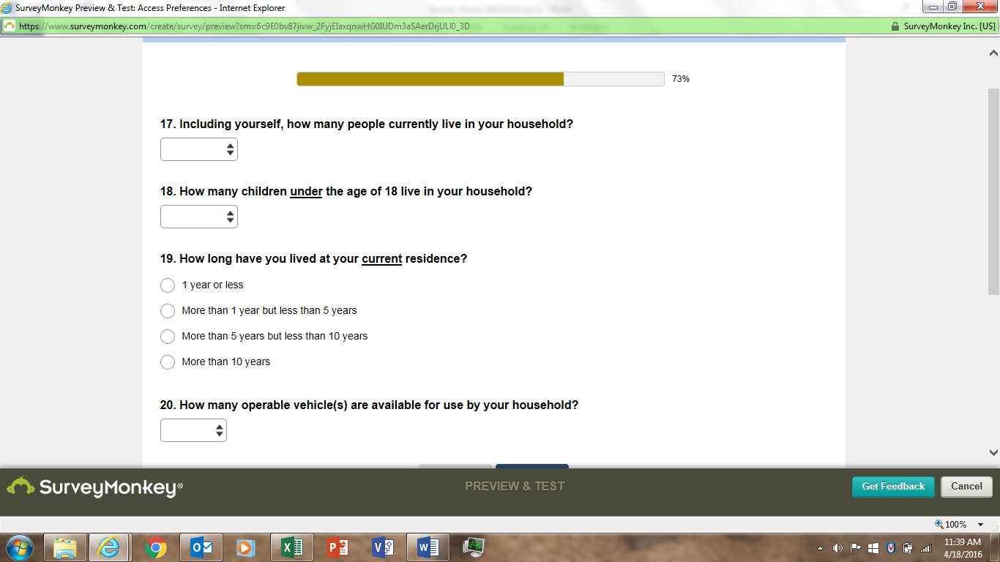 SurveyMonkey Preview & Test: Access Preferences - Internet Explorer
https://www.surveymonkey.com/create/survey/preview?sm=6c9E0bv87jivw_2FyjEIaxqnwHG0IUDm3aSAerDrjULI0_3D
SurveyMonkey Inc. [US]
73%
17. Including yourself, how many people currently live in your household?
18. How many children under the age of 18 live in your household?
19. How long have you lived at your current residence?
1 year or less
More than 1 year but less than 5 years
More than 5 years but less than 10 years
More than 10 years
20. How many operable vehicle(s) are available for use by your household?
SurveyMonkey®
PREVIEW & TEST
Get Feedback
Cancel
100%
11:39 AM
4/18/2016